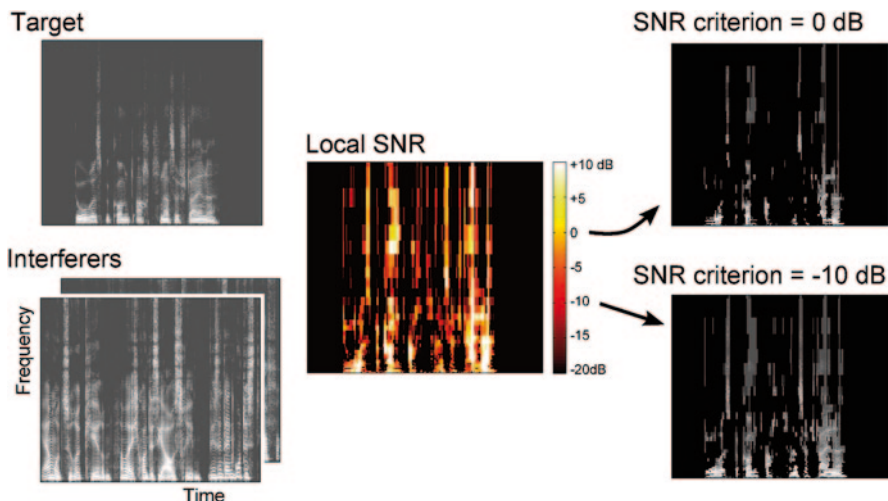 Target
Interferers
Frequency
Time
Local SNR
+10 dB
+5
0
-5
-10
-15
-20dB
SNR criterion = 0 dB
SNR criterion = -10 dB